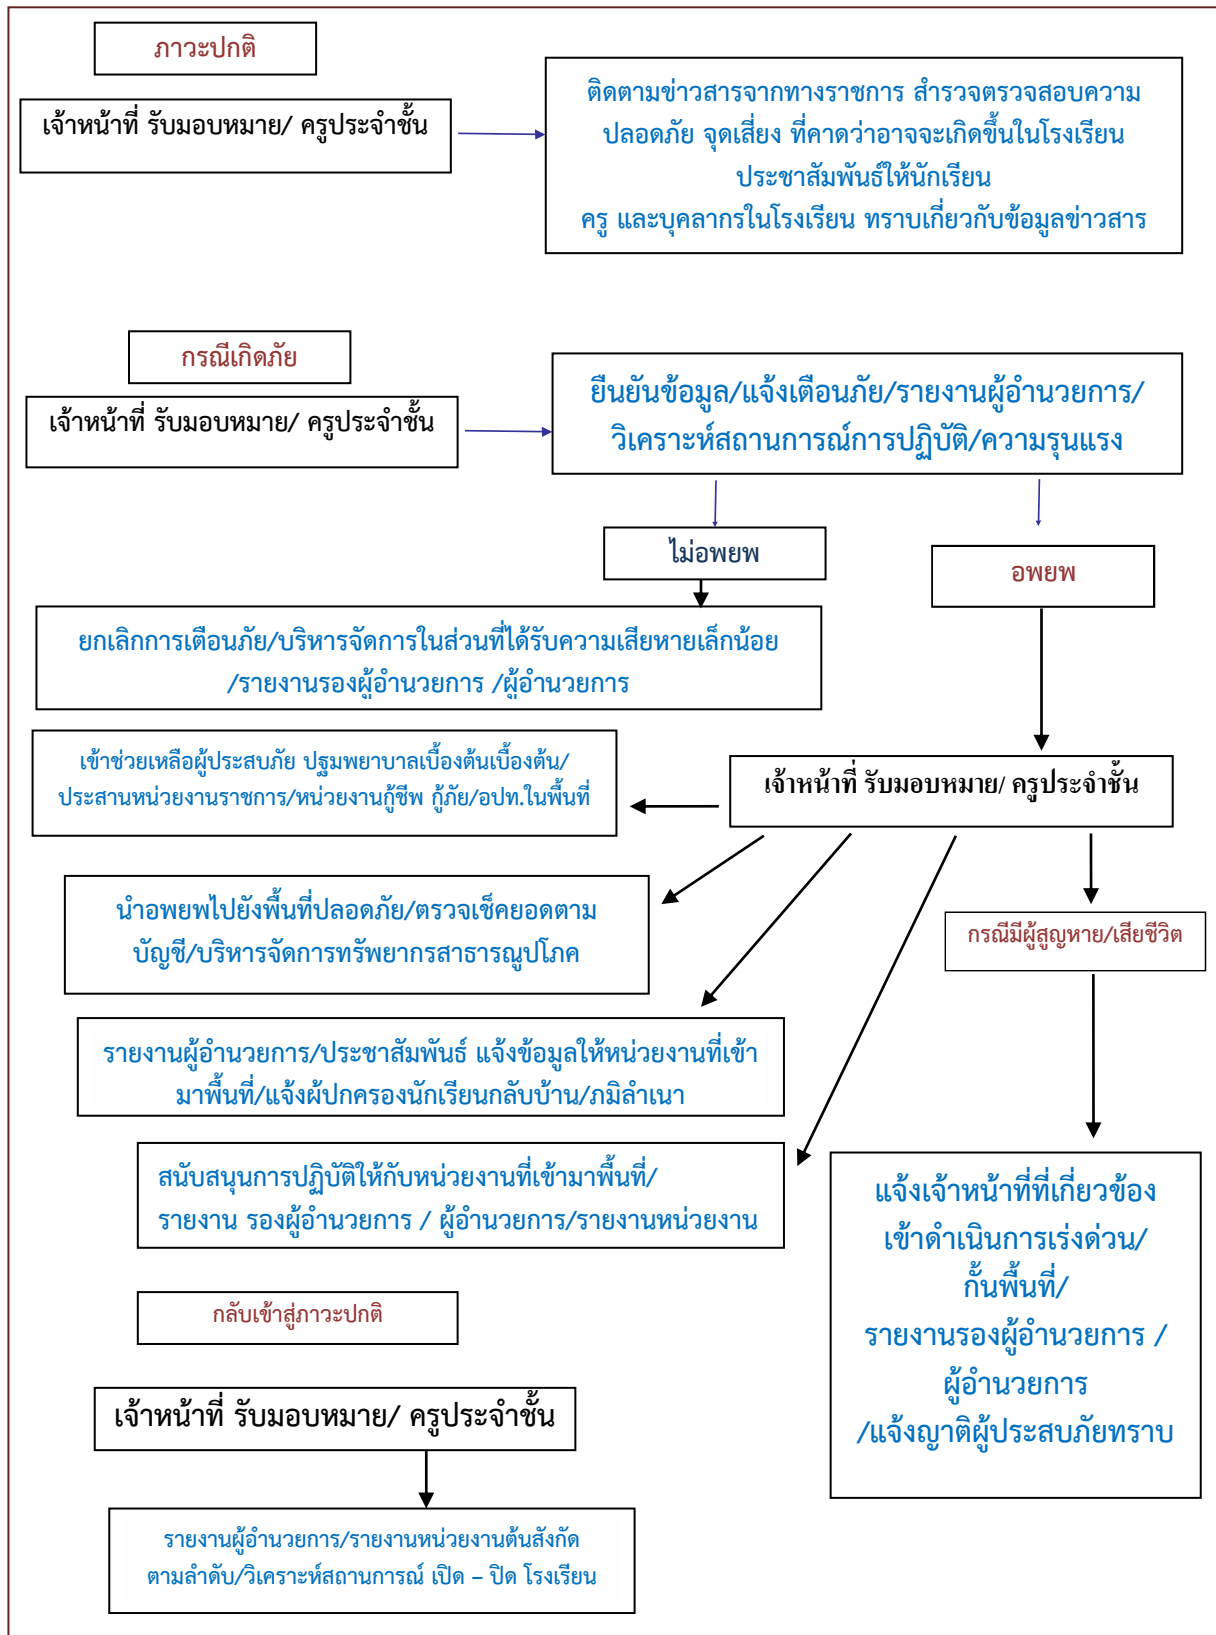 ภาวะปกติ
เจ้าหน้าที่ รับมอบหมาย/ ครูประจำชั้น
ติดตามข่าวสารจากทางราชการ สำรวจตรวจสอบความ
ปลอดภัย จุดเสี่ยง ที่คาดว่าอาจจะเกิดขึ้นในโรงเรียน
ประชาสัมพันธ์ให้นักเรียน
ครู และบุคลากรในโรงเรียน ทราบเกี่ยวกับข้อมูลข่าวสาร
กรณีเกิดภัย
เจ้าหน้าที่ รับมอบหมาย/ ครูประจำชั้น
ยืนยันข้อมูล/แจ้งเตือนภัย/รายงานผู้อำนวยการ/
วิเคราะห์สถานการณ์การปฏิบัติ/ความรุนแรง
ไม่อพยพ
อพยพ
ยกเลิกการเตือนภัย/บริหารจัดการในส่วนที่ได้รับความเสียหายเล็กน้อย
/รายงานรองผู้อำนวยการ /ผู้อำนวยการ
เข้าช่วยเหลือผู้ประสบภัย ปฐมพยาบาลเบื้องต้นเบื้องต้น/
ประสานหน่วยงานราชการ/หน่วยงานกู้ชีพ กู้ภัย/อปท.ในพื้นที่
เจ้าหน้าที่ รับมอบหมาย/ ครูประจำชั้น
นำอพยพไปยังพื้นที่ปลอดภัย/ตรวจเช็คยอดตาม
บัญชี/บริหารจัดการทรัพยากรสาธารณูปโภค
กรณีมีผู้สูญหาย/เสียชีวิต
รายงานผู้อำนวยการ/ประชาสัมพันธ์ แจ้งข้อมูลให้หน่วยงานที่เข้า
มาพื้นที่/แจ้งผู้ปกครองนักเรียนกลับบ้าน/ภูมิลำเนา
สนับสนุนการปฏิบัติให้กับหน่วยงานที่เข้ามาพื้นที่/
รายงาน รองผู้อำนวยการ / ผู้อำนวยการ/รายงานหน่วยงาน
แจ้งเจ้าหน้าที่ที่เกี่ยวข้อง
เข้าดำเนินการเร่งด่วน/
กั้นพื้นที่/
รายงานรองผู้อำนวยการ /
ผู้อำนวยการ
/แจ้งญาติผู้ประสบภัยทราบ
กลับเข้าสู่ภาวะปกติ
เจ้าหน้าที่ รับมอบหมาย/ ครูประจำชั้น
รายงานผู้อำนวยการ/รายงานหน่วยงานต้นสังกัด
ตามลำดับ/วิเคราะห์สถานการณ์ เปิด – ปิด โรงเรียน